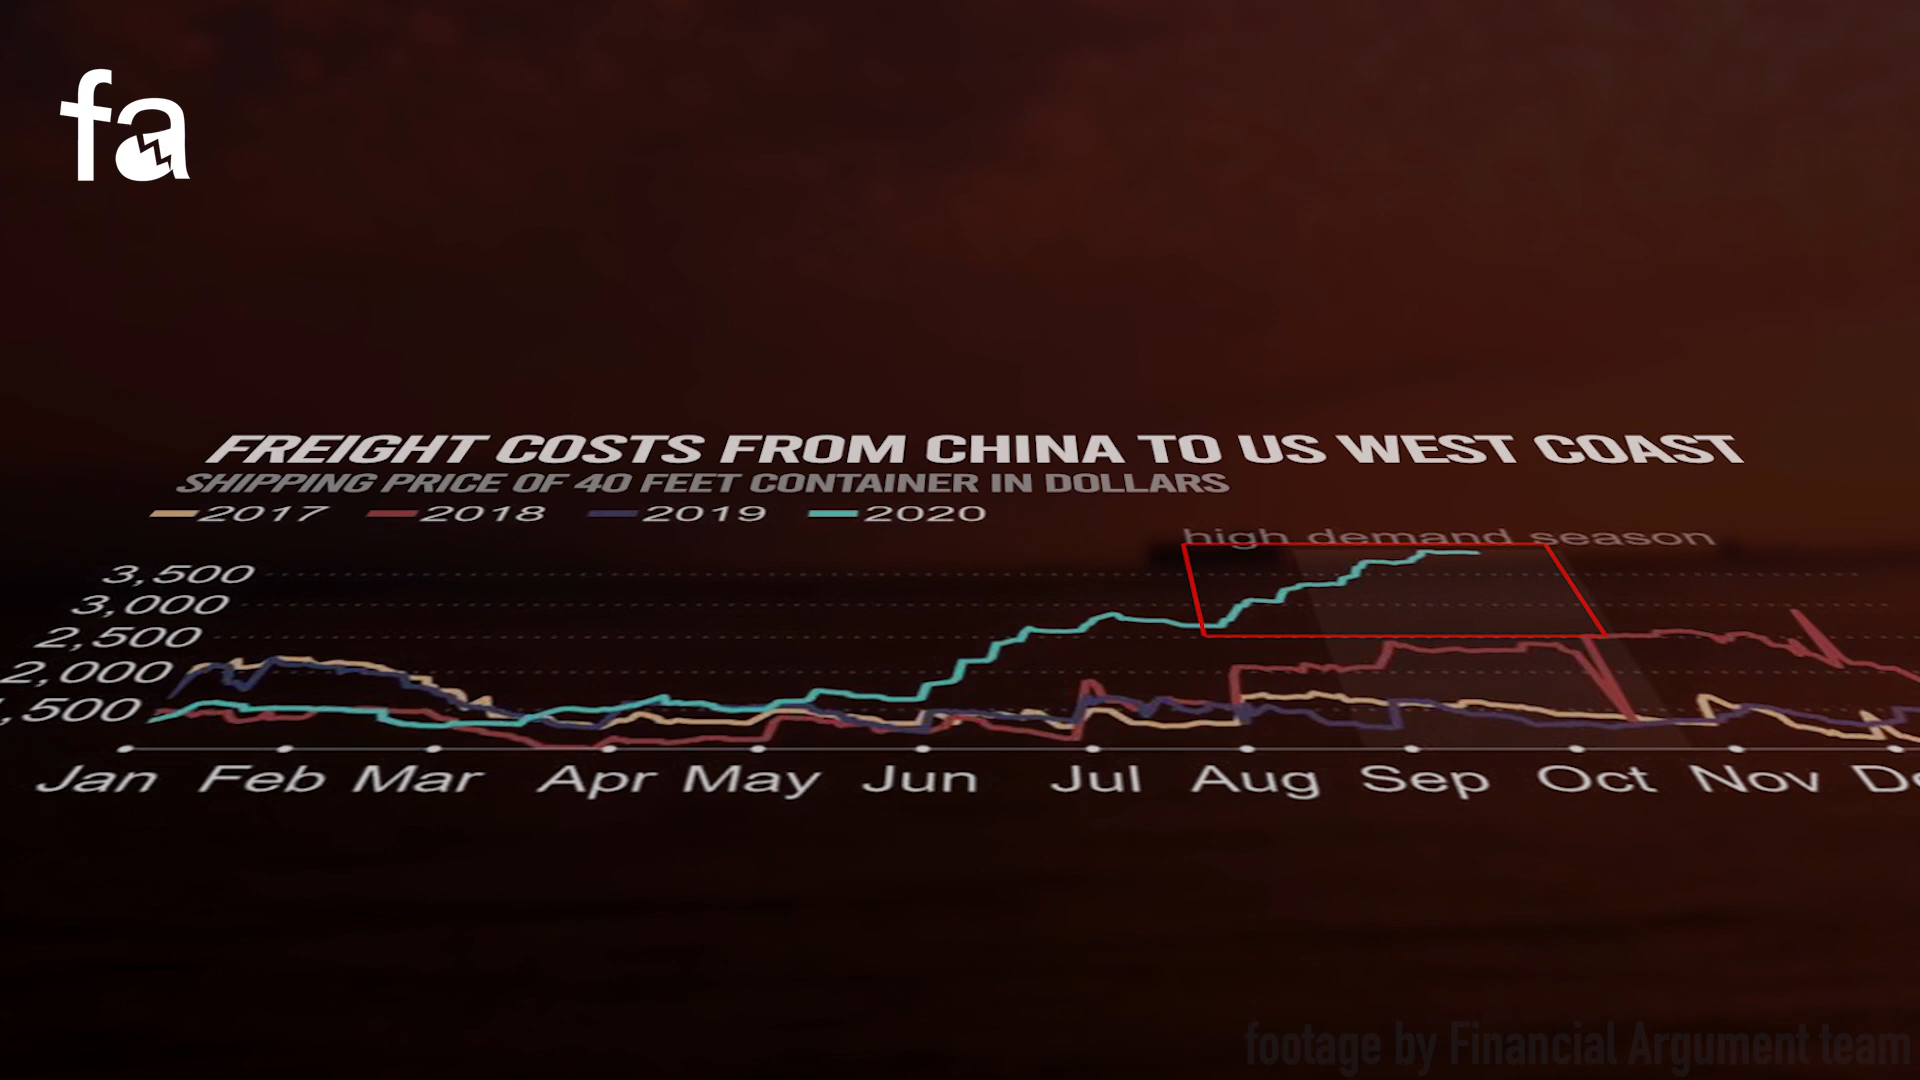 fa
FREIGHT COSTS FROM CHINA TO US WEST COAST
SHIPPING PRICE OF 40 FEET CONTAINER IN DOLLARS
2017 2018 2019 2020
high demand season
3,500
3,000
2,500
2,000
,500
Jan Feb Mar Apr May Jun Jul Aug Sep Oct Nov De
footage by Financial Argument team